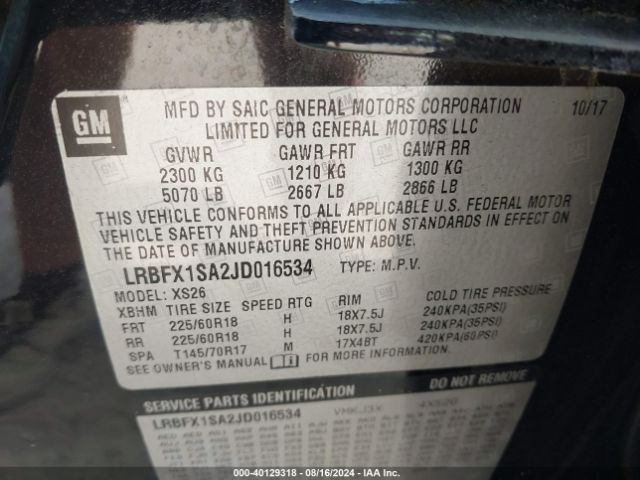 GM
MFD BY SAIC GENERAL MOTORS CORPORATION 10/17
LIMITED FOR GENERAL MOTORS LLC
GVWR GAWR FRT GAWR RR
2300 KG 1210 KG 1300 KG
5070 LB 2667 LB 2866 LB
THIS VEHICLE CONFORMS TO ALL APPLICABLE U.S. FEDERAL MOTOR
VEHICLE SAFETY AND THEFT PREVENTION STANDARDS IN EFFECT ON
THE DATE OF MANUFACTURE SHOWN ABOVE.
LRBFX1SA2JD016534 TYPE: M.P.V.
MODEL: XS26
XBHM TIRE SIZE SPEED RTG RIM COLD TIRE PRESSURE
FRT 225/60R18 H 18X7.5J 240KPA(35PSI)
RR 225/60R18 H 18X7.5J 240KPA(35PSI)
SPA T145/70R17 M 17X4BT 420KPA(60PSI)
SEE OWNER'S MANUAL FOR MORE INFORMATION
SERVICE PARTS IDENTIFICATION DO NOT REMOVE
LRBFX1SA2JD016534
000-40129318 - 08/16/2024 - IAA Inc.